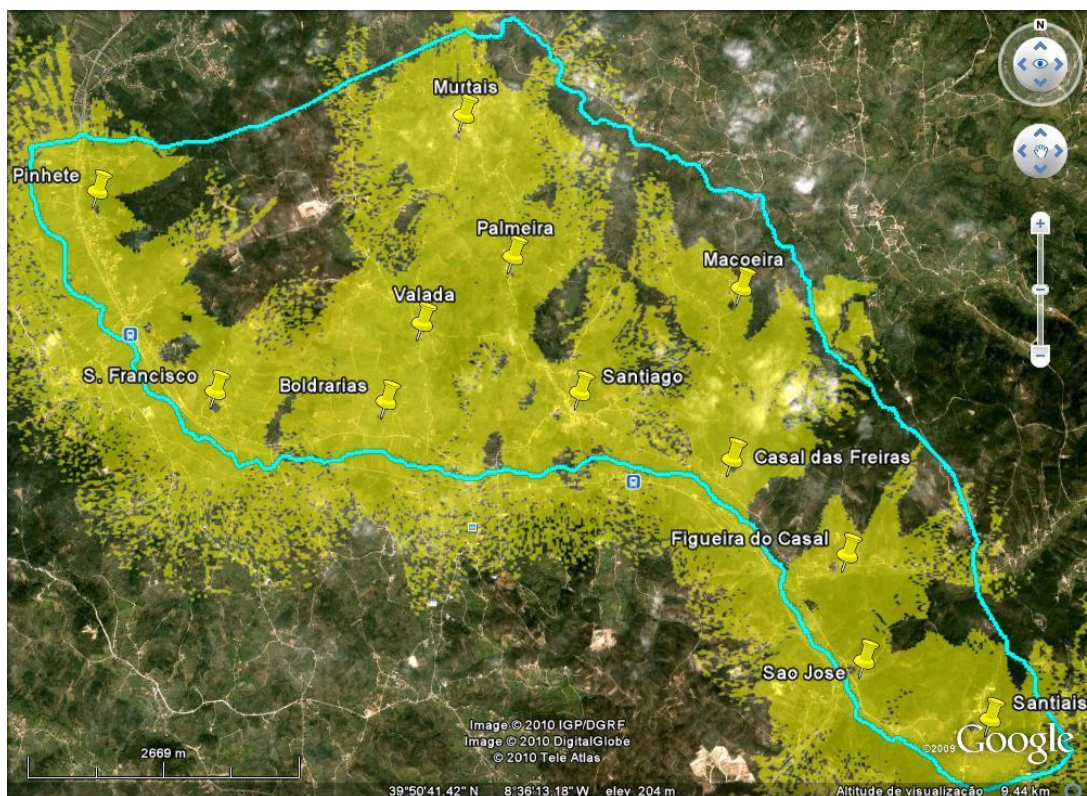 N
Murtais
Pinhete
Palmeira
Macoeira
Valada
S. Francisco
Boldrarias
Santiago
Casal das Freiras
Figueira do Casal
Sao Jose
Santiais
Image © 2010 IGP/DGRF
Image © 2010 DigitalGlobe
© 2010 Tele Atlas
©2009 Google
2669 m
39°50'41.42" N 8°36'13.18" W elev 204 m Altitude de visualização 9.44 km